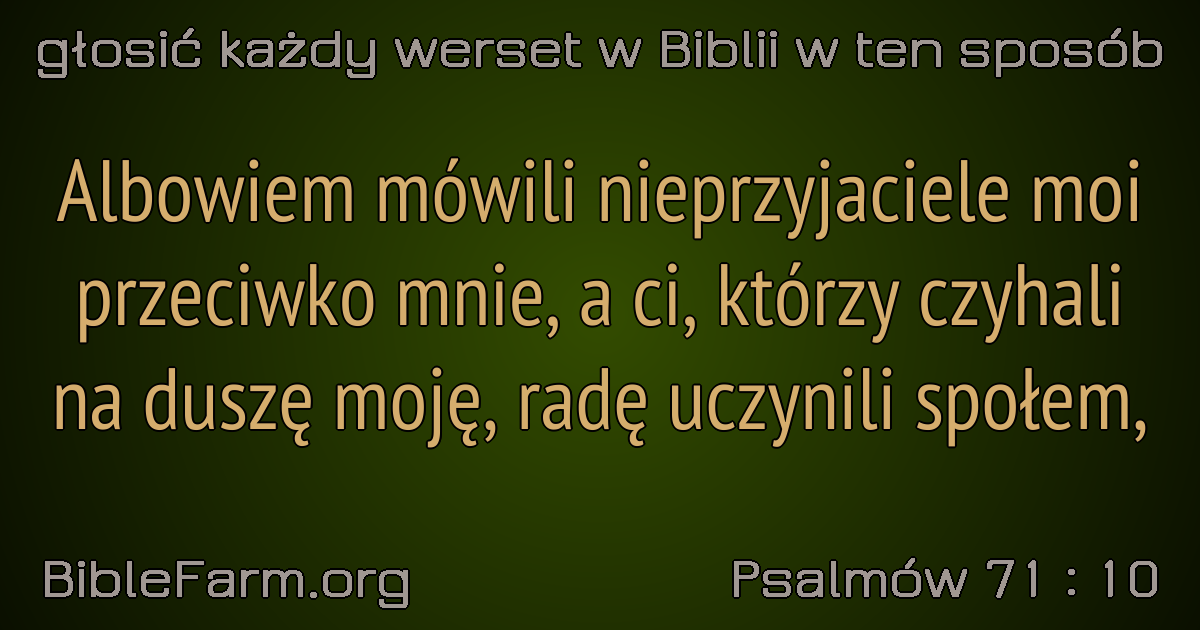 głosić każdy werset w Biblii w ten sposób
Albowiem mówili nieprzyjaciele moi
przeciwko mnie, a ci, którzy czyhali
na duszę moję, radę uczynili społem,
BibleFarm.org
Psalmów 71 : 10